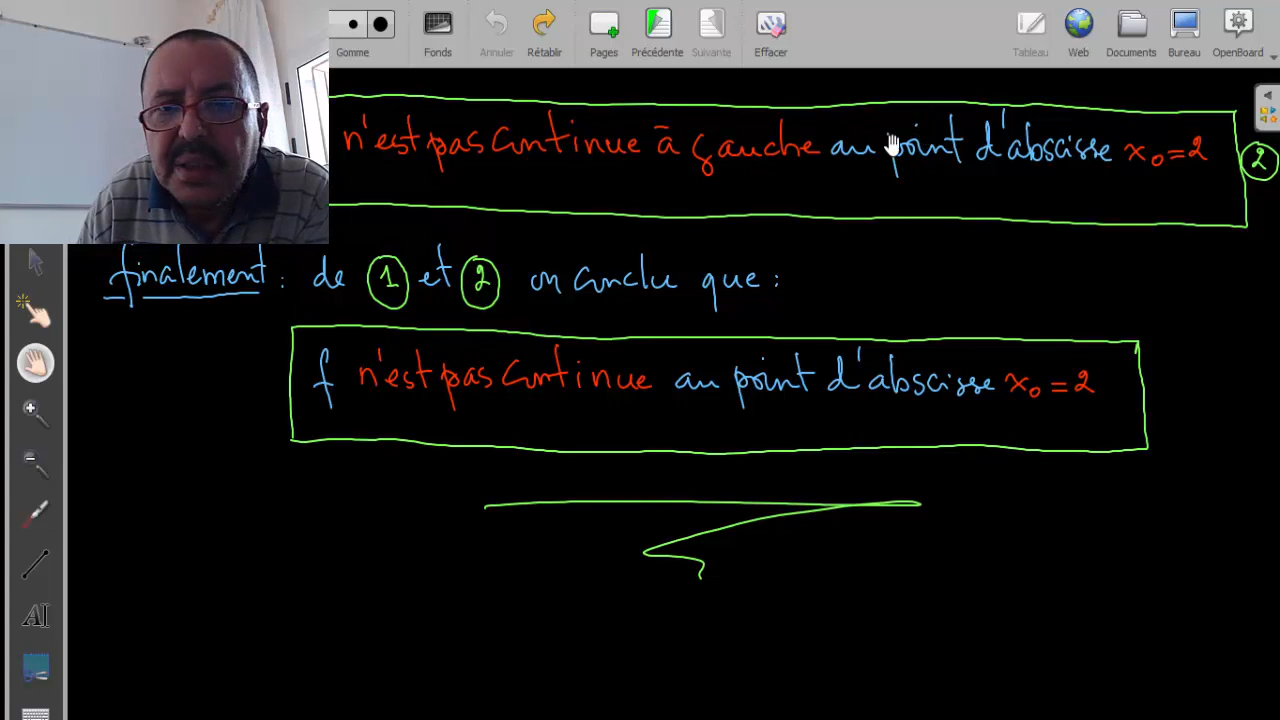 Gomme Fonds Annuler Rétablir Pages Précédente Suivante Effacer Tableau Web Documents Bureau OpenBoard
n'est pas continue à gauche au point d'abscisse x₀=2 ②
finalement : de ① et ② on conclu que :
f n'est pas continue au point d'abscisse x₀ = 2
AI